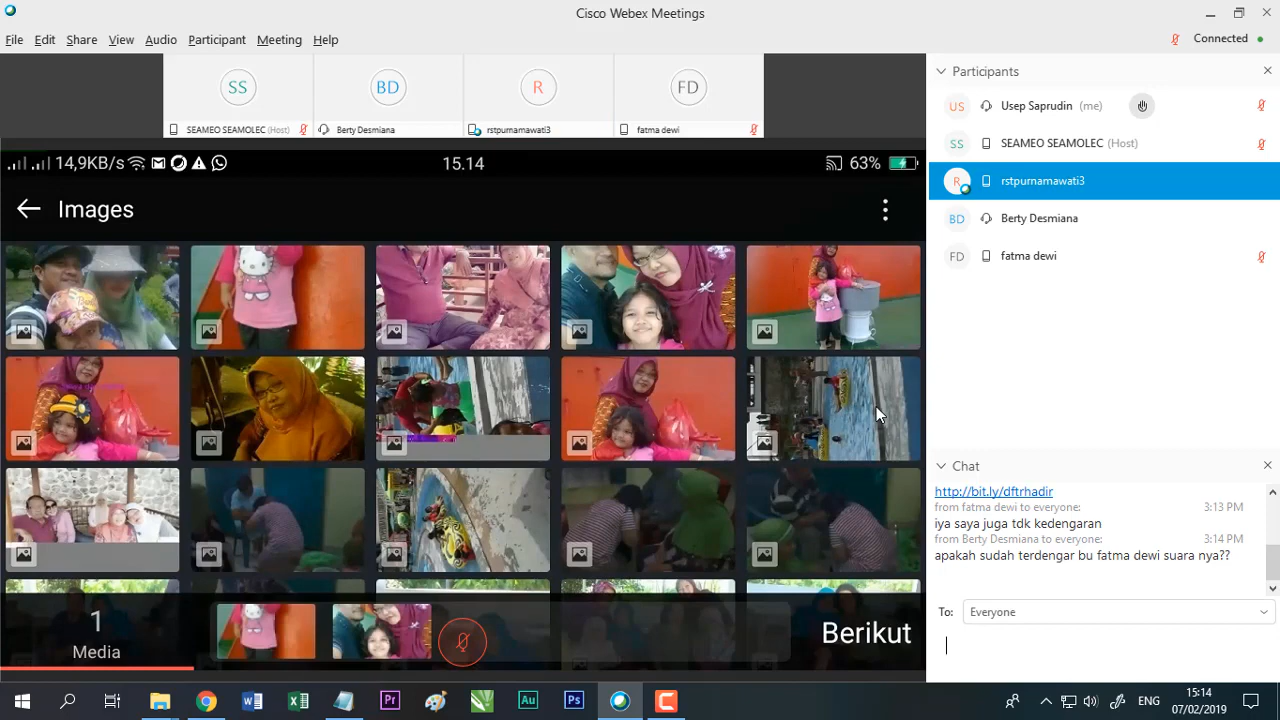 Cisco Webex Meetings
File Edit Share View Audio Participant Meeting Help
Connected
SS
BD
R
FD
SEAMEO SEAMOLEC (Host)
Berty Desmiana
rstpurnamawati3
fatma dewi
14,9KB/s
15.14
63%
Images
1
Media
Berikut
Participants
US Usep Saprudin (me)
SS SEAMEO SEAMOLEC (Host)
R rstpurnamawati3
BD Berty Desmiana
FD fatma dewi
Chat
http://bit.ly/dftrhadir
from fatma dewi to everyone: 3:13 PM
iya saya juga tdk kedengaran
from Berty Desmiana to everyone: 3:14 PM
apakah sudah terdengar bu fatma dewi suara nya??
To: Everyone
Pr
Au
Ps
ENG
15:14
07/02/2019